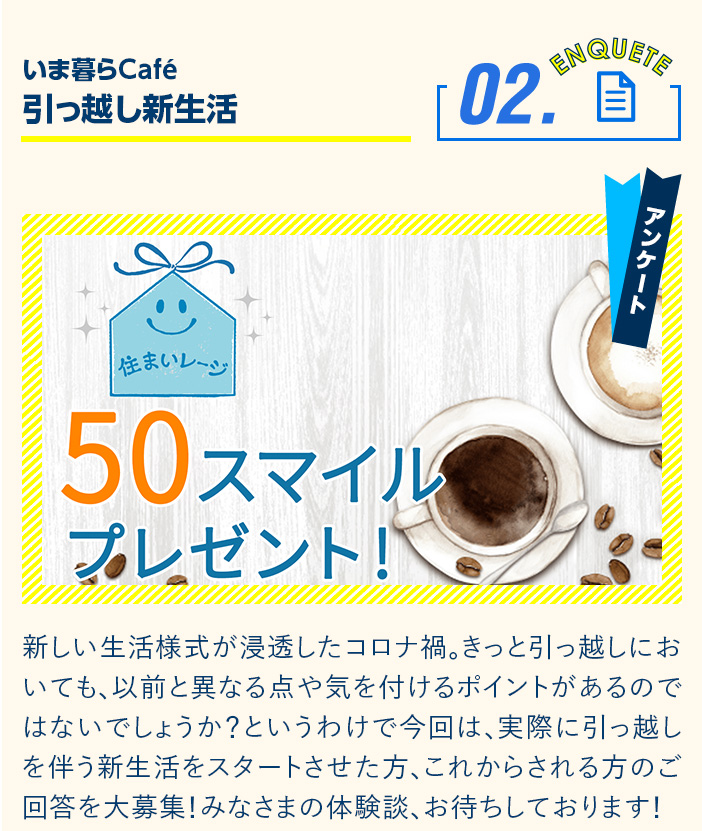 いま暮らCafé
引っ越し新生活
02.
ENQUETE
アンケート
住まいレージ
50スマイル
プレゼント!
新しい生活様式が浸透したコロナ禍。きっと引っ越しにお
いても、以前と異なる点や気を付けるポイントがあるので
はないでしょうか?というわけで今回は、実際に引っ越し
を伴う新生活をスタートさせた方、これからされる方のご
回答を大募集!みなさまの体験談、お待ちしております!